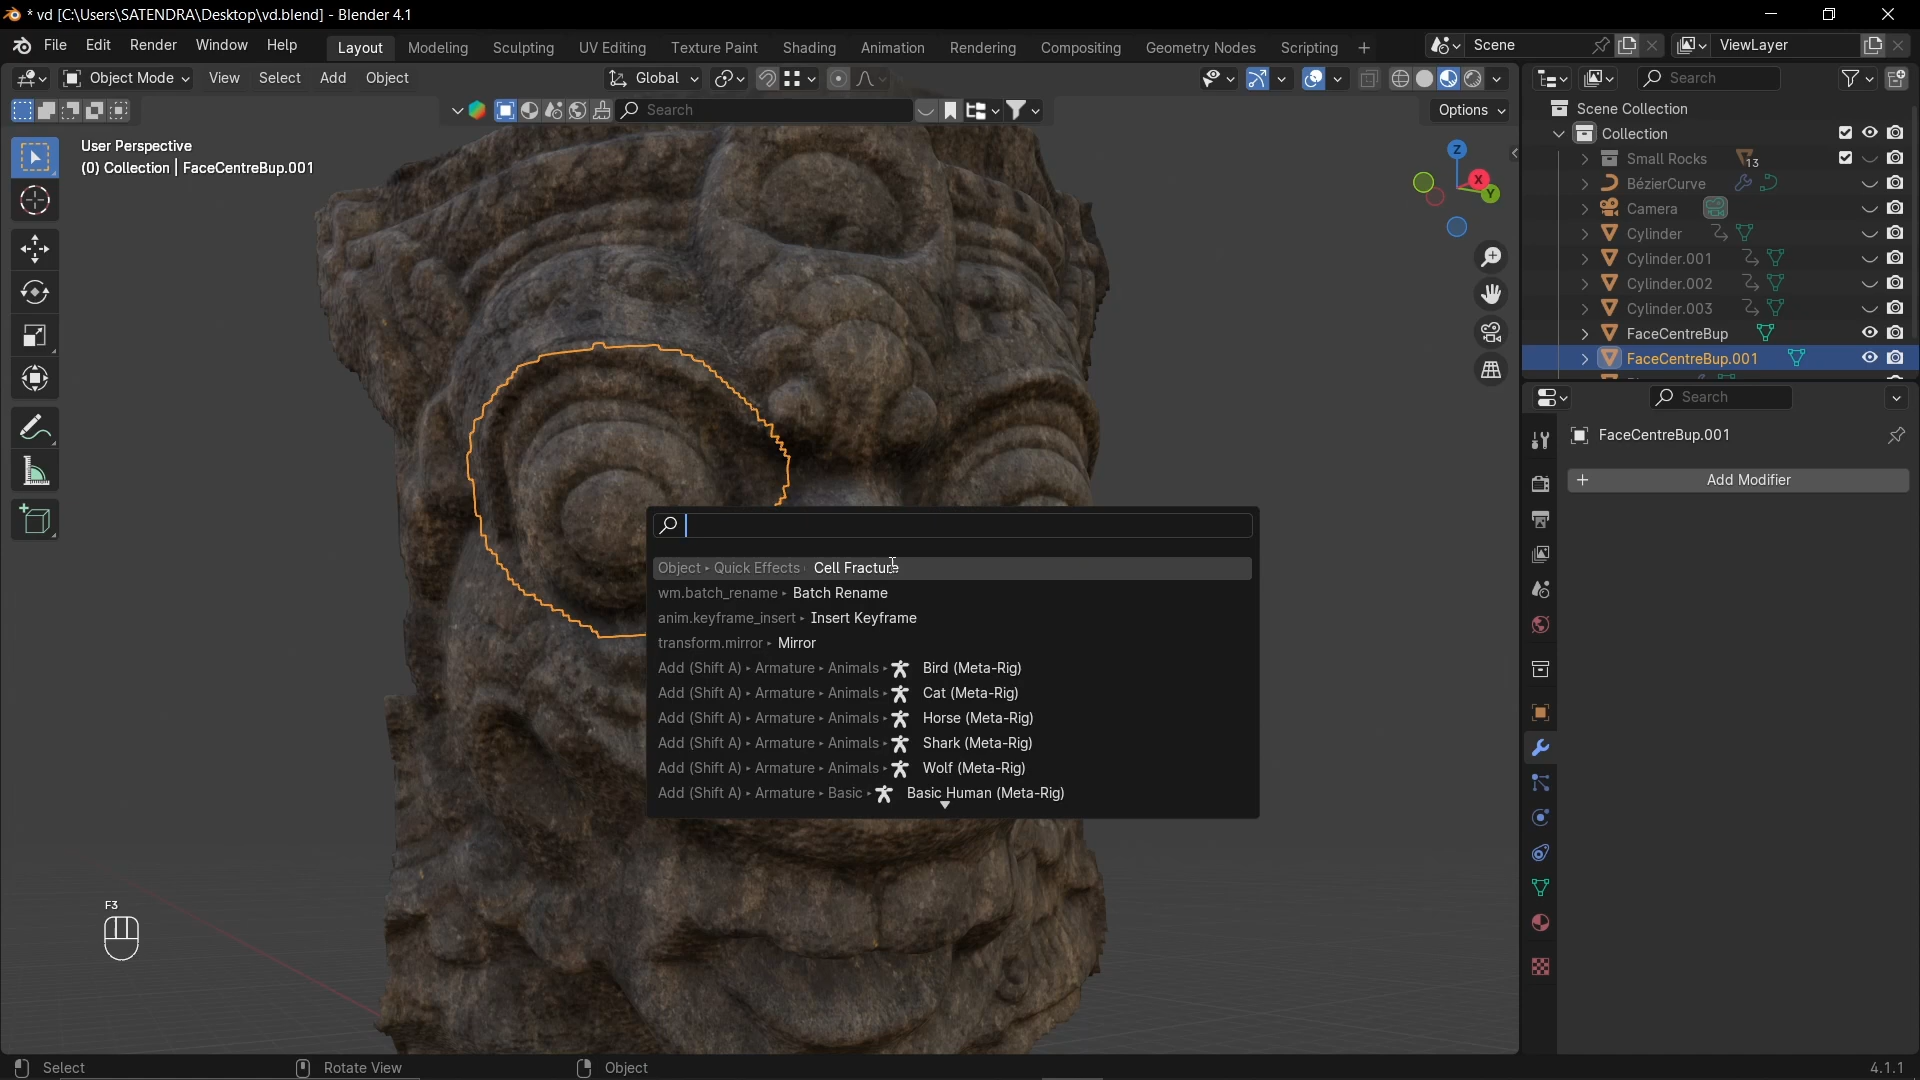 * vd [C:\Users\SATENDRA\Desktop\vd.blend] - Blender 4.1
File Edit Render Window Help
Layout Modeling Sculpting UV Editing Texture Paint Shading Animation Rendering Compositing Geometry Nodes Scripting +
Scene
ViewLayer
Object Mode View Select Add Object
Global
Search
Search
Options
User Perspective
(0) Collection | FaceCentreBup.001
Z
X
Y
Scene Collection
Collection
Small Rocks 13
BézierCurve
Camera
Cylinder
Cylinder.001
Cylinder.002
Cylinder.003
FaceCentreBup
FaceCentreBup.001
Search
FaceCentreBup.001
+ Add Modifier
Object ▸ Quick Effects ▸ Cell Fracture
wm.batch_rename ▸ Batch Rename
anim.keyframe_insert ▸ Insert Keyframe
transform.mirror ▸ Mirror
Add (Shift A) ▸ Armature ▸ Animals ▸ Bird (Meta-Rig)
Add (Shift A) ▸ Armature ▸ Animals ▸ Cat (Meta-Rig)
Add (Shift A) ▸ Armature ▸ Animals ▸ Horse (Meta-Rig)
Add (Shift A) ▸ Armature ▸ Animals ▸ Shark (Meta-Rig)
Add (Shift A) ▸ Armature ▸ Animals ▸ Wolf (Meta-Rig)
Add (Shift A) ▸ Armature ▸ Basic ▸ Basic Human (Meta-Rig)
F3
Select Rotate View Object
4.1.1